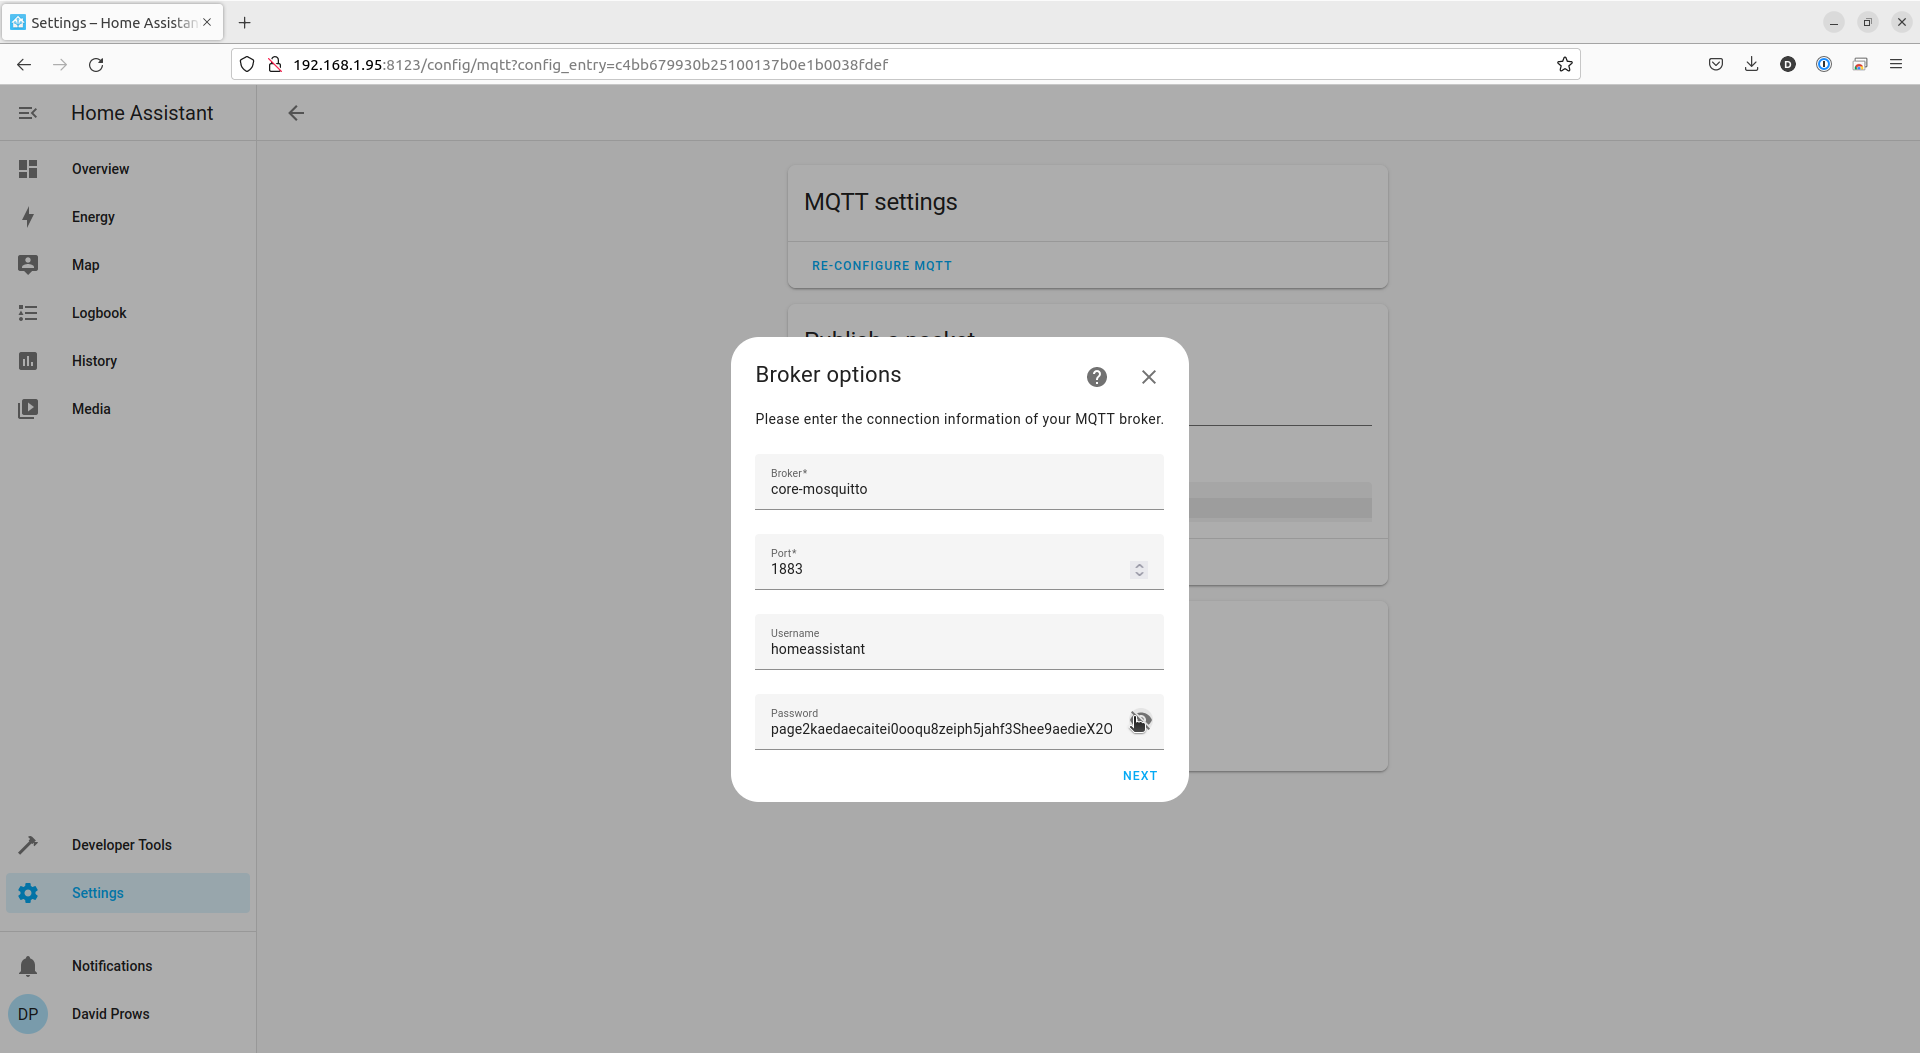 Settings – Home Assistan
192.168.1.95:8123/config/mqtt?config_entry=c4bb679930b25100137b0e1b0038fdef
Home Assistant
Overview
Energy
Map
Logbook
History
Media
Developer Tools
Settings
Notifications
DP David Prows
MQTT settings
RE-CONFIGURE MQTT
Publish a packet
Broker options
Please enter the connection information of your MQTT broker.
Broker*
core-mosquitto
Port*
1883
Username
homeassistant
Password
page2kaedaecaitei0ooqu8zeiph5jahf3Shee9aedieX2O
NEXT